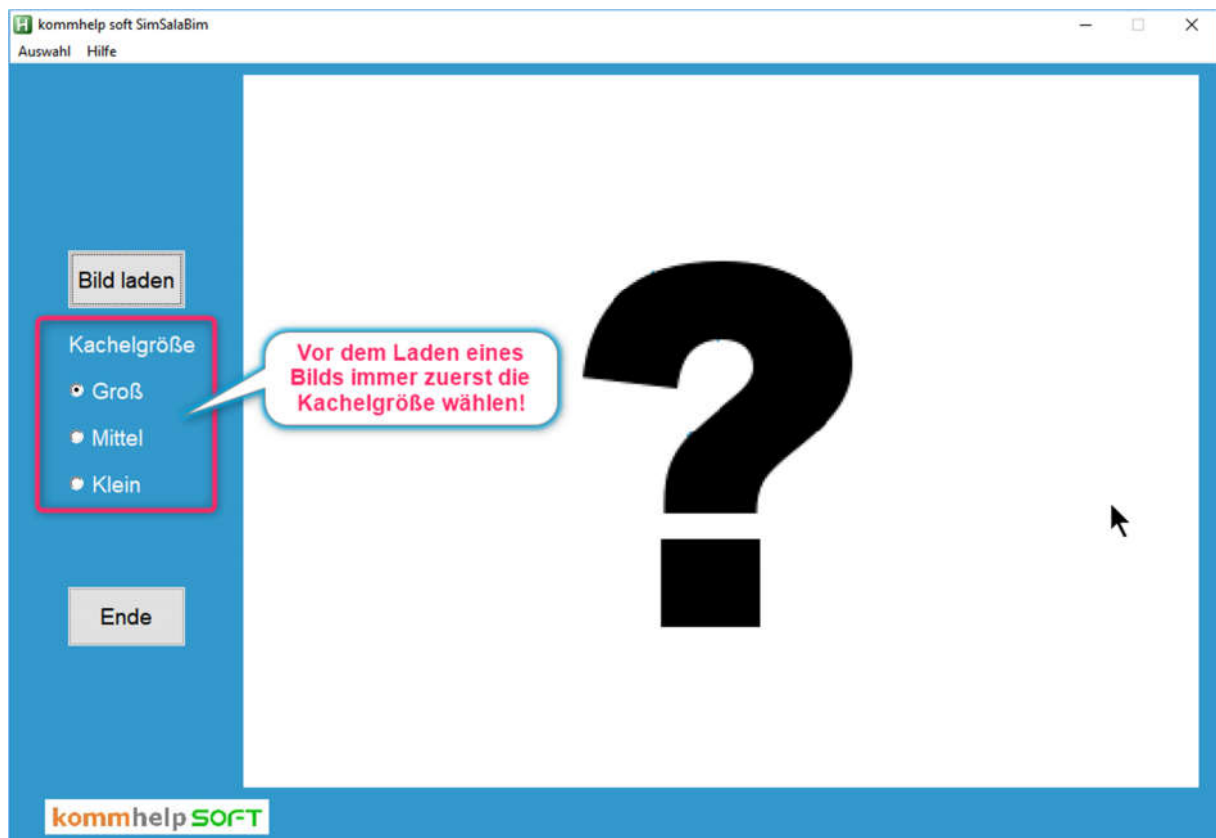 kommhelp soft SimSalaBim
Auswahl Hilfe
Bild laden
Kachelgröße
Groß
Mittel
Klein
Vor dem Laden eines
Bilds immer zuerst die
Kachelgröße wählen!
?
Ende
kommhelp SOFT